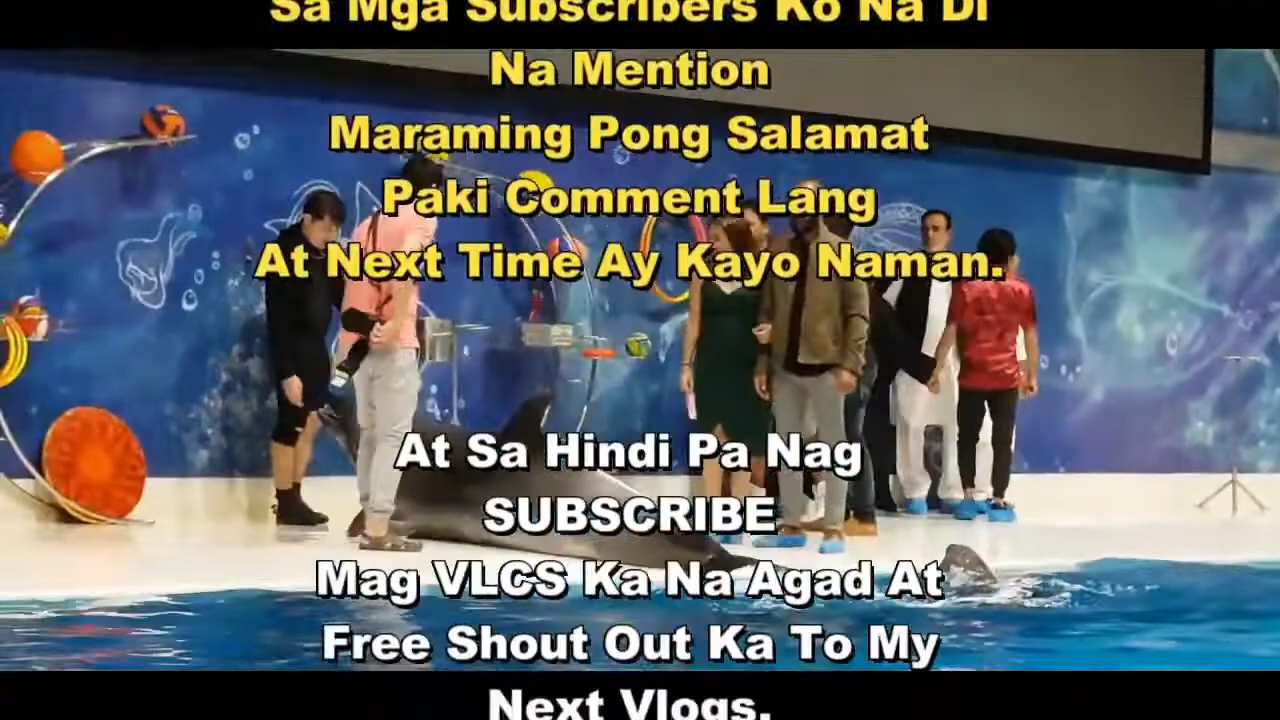 Sa Mga Subscribers Ko Na Di
Na Mention
Maraming Pong Salamat
Paki Comment Lang
At Next Time Ay Kayo Naman.
At Sa Hindi Pa Nag
SUBSCRIBE
Mag VLCS Ka Na Agad At
Free Shout Out Ka To My
Next Vlogs.